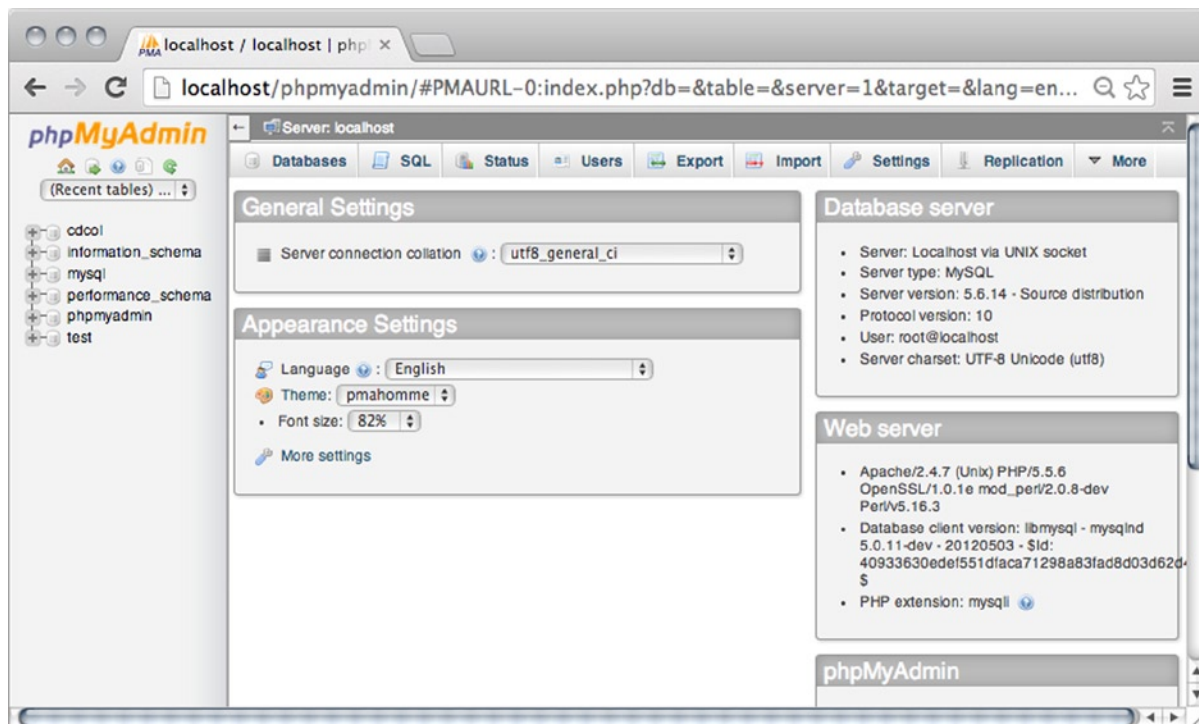 localhost / localhost | php
localhost/phpmyadmin/#PMAURL-0:index.php?db=&table=&server=1&target=&lang=en...
phpMyAdmin
(Recent tables) ...
cdcol
information_schema
mysql
performance_schema
phpmyadmin
test
Server: localhost
Databases SQL Status Users Export Import Settings Replication More
General Settings
Server connection collation : utf8_general_ci
Appearance Settings
Language : English
Theme: pmahomme
Font size: 82%
More settings
Database server
Server: Localhost via UNIX socket
Server type: MySQL
Server version: 5.6.14 - Source distribution
Protocol version: 10
User: root@localhost
Server charset: UTF-8 Unicode (utf8)
Web server
Apache/2.4.7 (Unix) PHP/5.5.6
OpenSSL/1.0.1e mod_perl/2.0.8-dev
Perl/v5.16.3
Database client version: libmysql - mysqlnd
5.0.11-dev - 20120503 - $Id:
40933630edef551dfaca71298a83fad8d03d62d4
$
PHP extension: mysqli
phpMyAdmin